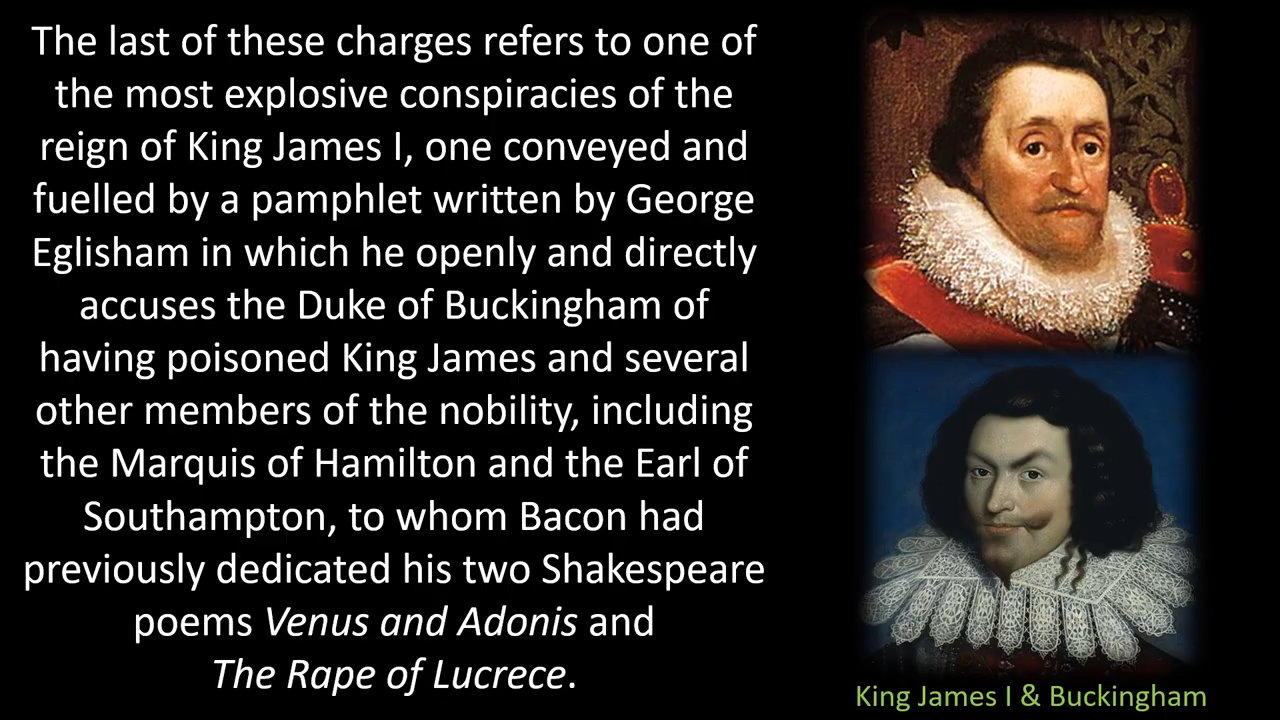 The last of these charges refers to one of
the most explosive conspiracies of the
reign of King James I, one conveyed and
fuelled by a pamphlet written by George
Eglisham in which he openly and directly
accuses the Duke of Buckingham of
having poisoned King James and several
other members of the nobility, including
the Marquis of Hamilton and the Earl of
Southampton, to whom Bacon had
previously dedicated his two Shakespeare
poems Venus and Adonis and
The Rape of Lucrece.
King James I & Buckingham